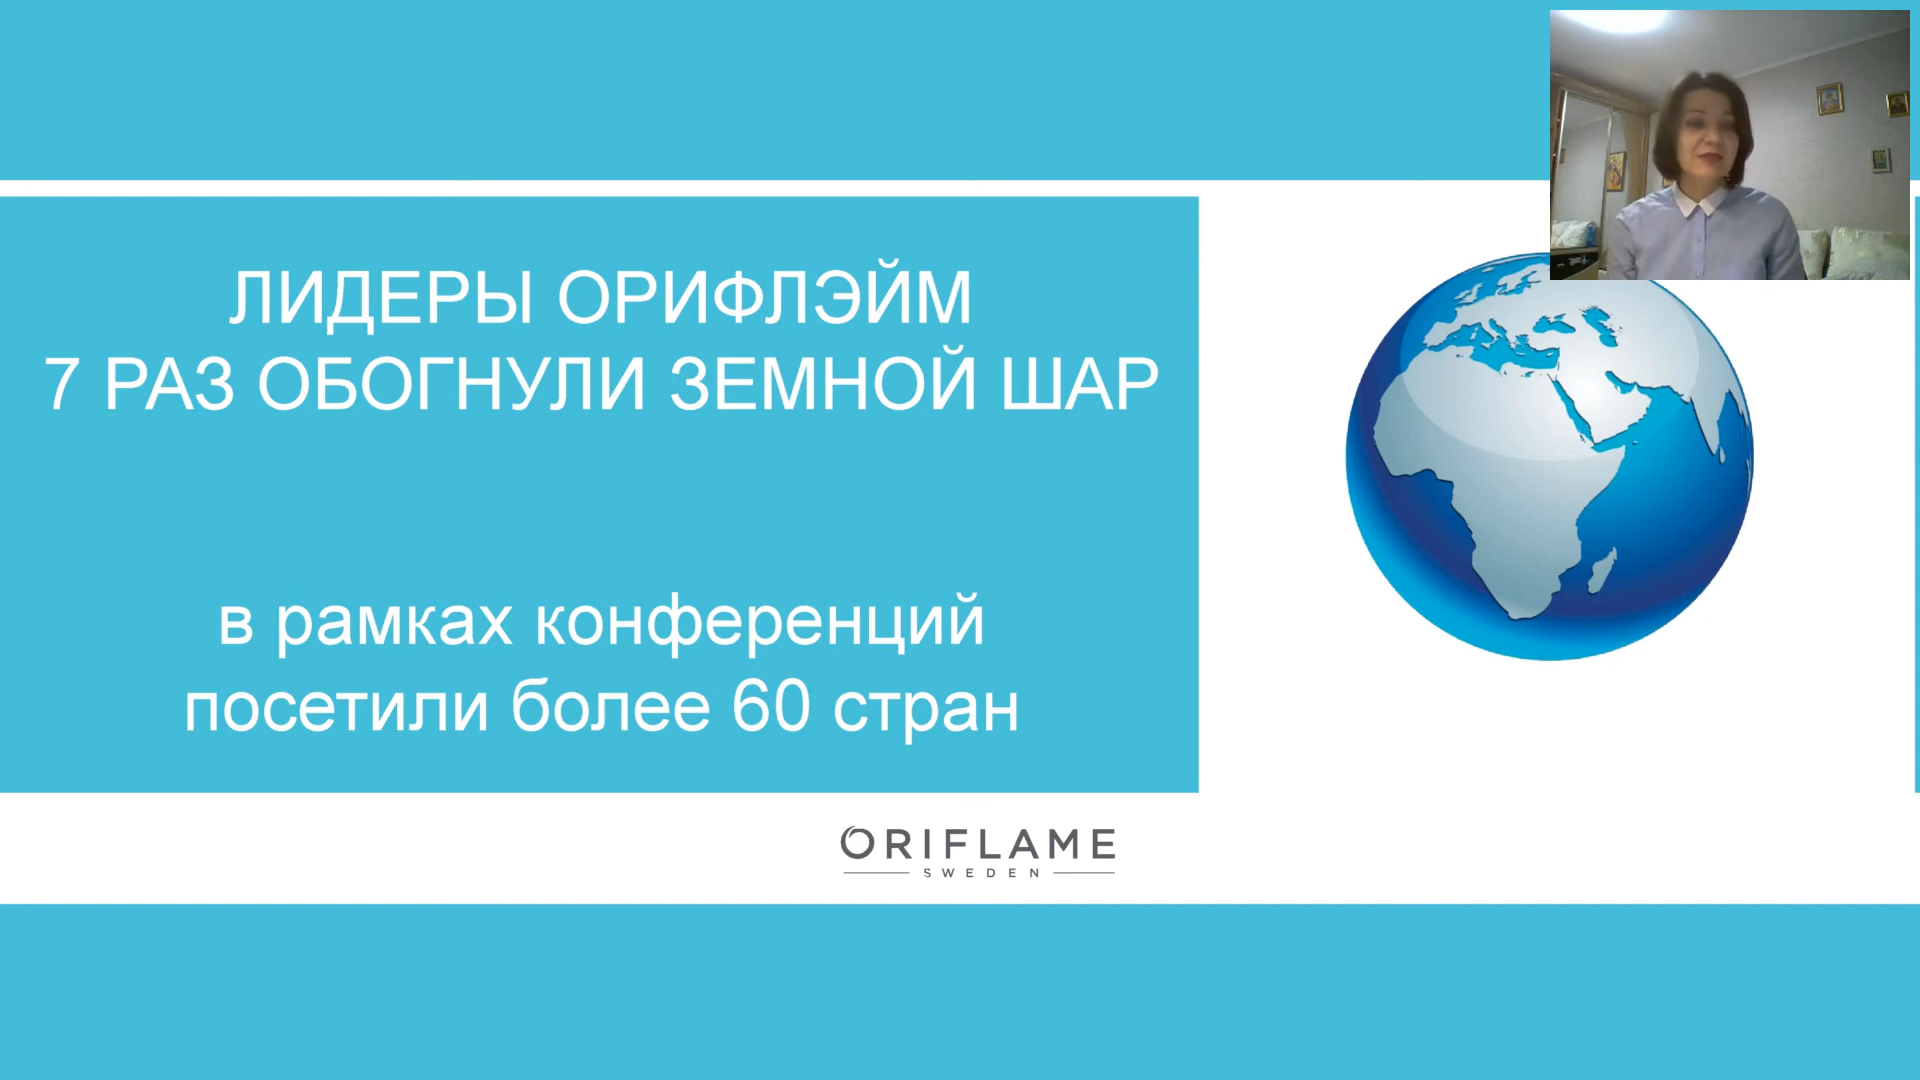 ЛИДЕРЫ ОРИФЛЭЙМ
7 РАЗ ОБОГНУЛИ ЗЕМНОЙ ШАР
в рамках конференций
посетили более 60 стран
ORIFLAME
SWEDEN